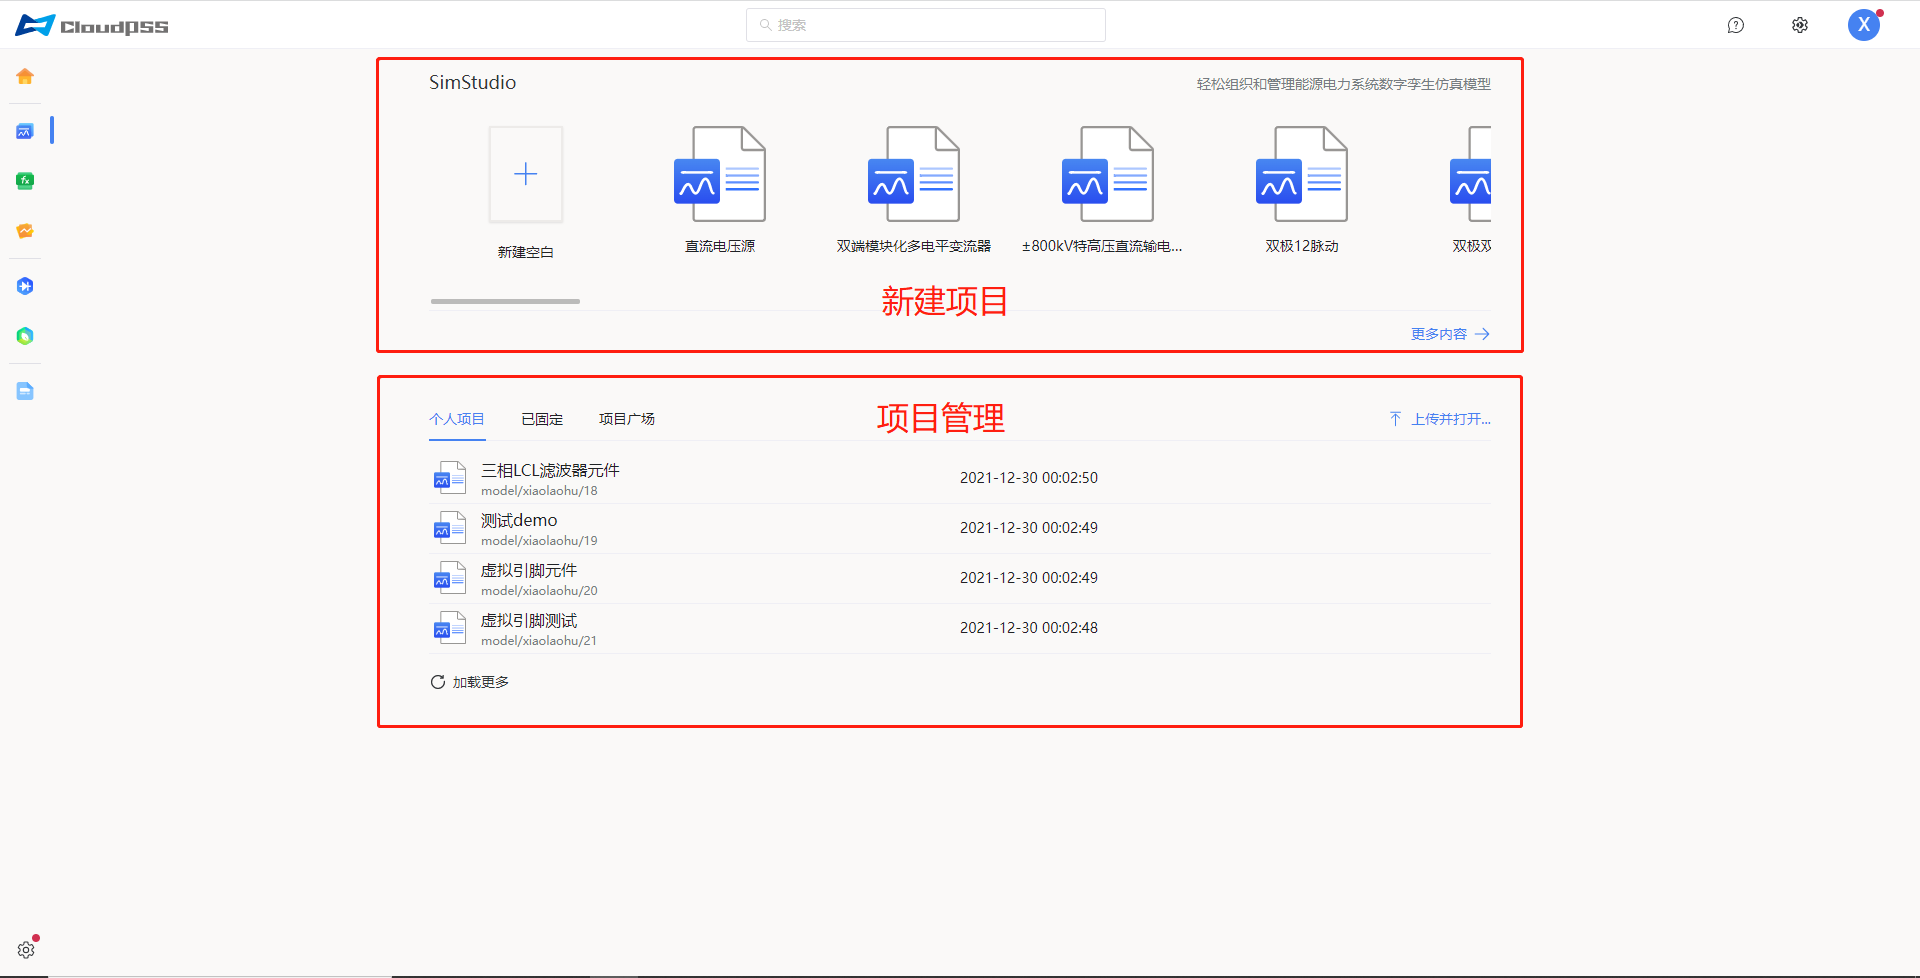 CloudPSS
搜索
X
SimStudio
轻松组织和管理能源电力系统数字孪生仿真模型
新建空白
直流电压源
双端模块化多电平变流器
±800kV特高压直流输电...
双极12脉动
双极双
新建项目
更多内容
个人项目
已固定
项目广场
项目管理
上传并打开...
三相LCL滤波器元件
model/xiaolaohu/18
2021-12-30 00:02:50
测试demo
model/xiaolaohu/19
2021-12-30 00:02:49
虚拟引脚元件
model/xiaolaohu/20
2021-12-30 00:02:49
虚拟引脚测试
model/xiaolaohu/21
2021-12-30 00:02:48
加载更多